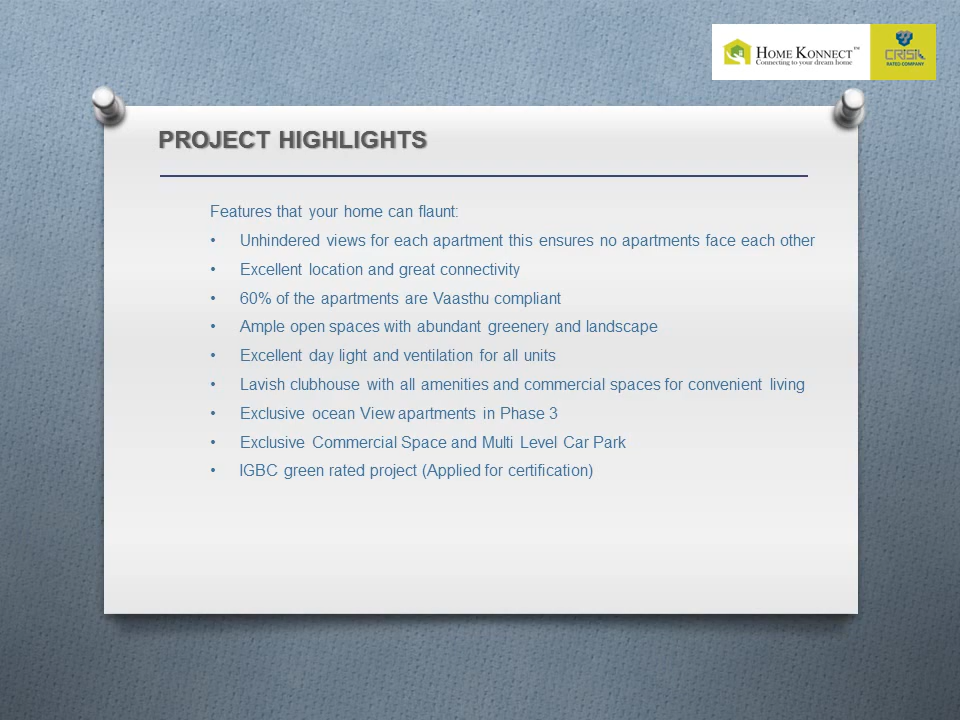 HOME KONNECT™
Connecting to your dream home
CRISIL
RATED COMPANY
PROJECT HIGHLIGHTS
Features that your home can flaunt:
• Unhindered views for each apartment this ensures no apartments face each other
• Excellent location and great connectivity
• 60% of the apartments are Vaasthu compliant
• Ample open spaces with abundant greenery and landscape
• Excellent day light and ventilation for all units
• Lavish clubhouse with all amenities and commercial spaces for convenient living
• Exclusive ocean View apartments in Phase 3
• Exclusive Commercial Space and Multi Level Car Park
• IGBC green rated project (Applied for certification)